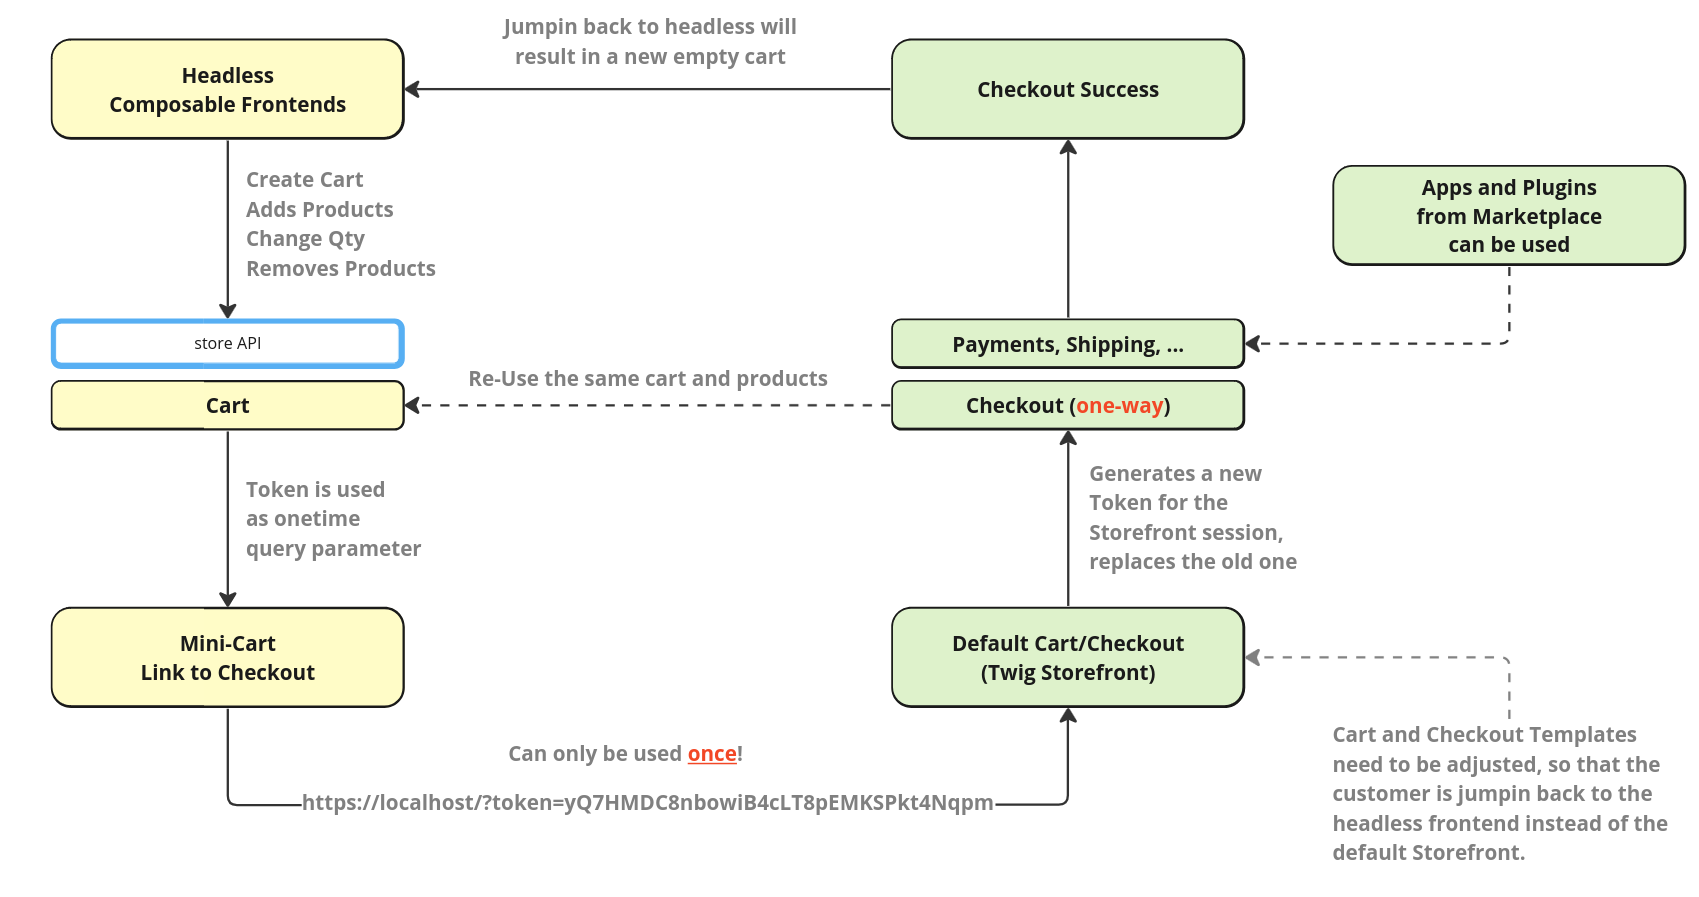 Jumpin back to headless will
result in a new empty cart
Headless
Composable Frontends
Checkout Success
Create Cart
Adds Products
Change Qty
Removes Products
Apps and Plugins
from Marketplace
can be used
store API
Payments, Shipping, ...
Re-Use the same cart and products
Cart
Checkout (one-way)
Token is used
as onetime
query parameter
Generates a new
Token for the
Storefront session,
replaces the old one
Mini-Cart
Link to Checkout
Default Cart/Checkout
(Twig Storefront)
Can only be used once!
https://localhost/?token=yQ7HMDC8nbowiB4cLT8pEMKSPkt4Nqpm
Cart and Checkout Templates
need to be adjusted, so that the
customer is jumpin back to the
headless frontend instead of the
default Storefront.